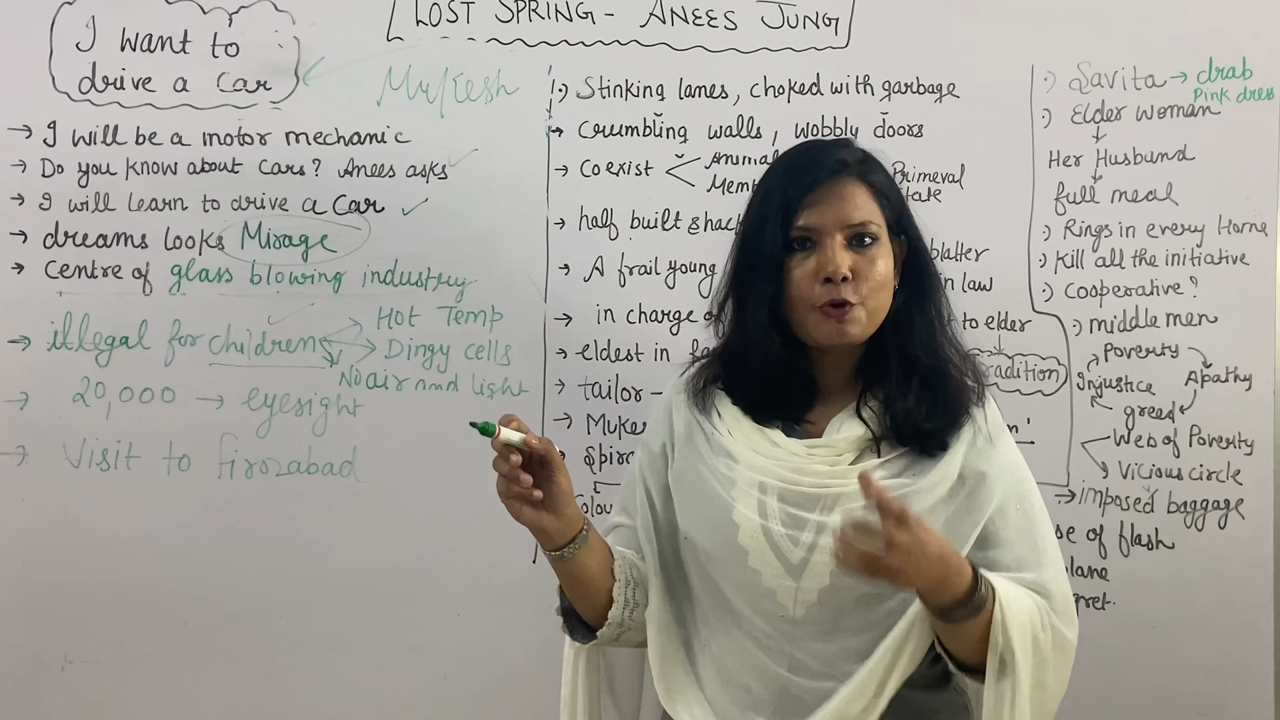 LOST SPRING - ANEES JUNG
I want to
drive a Car
Mukesh
→ I will be a motor mechanic
→ Do you know about Cars? Anees asks
→ I will learn to drive a Car ✓
→ dreams looks Mirage
→ Centre of glass blowing industry
→ illegal for children
→ Hot Temp
→ Dingy cells
No air and light
→ 20,000 → eyesight
→ Visit to firozabad
1:) Stinking lanes, choked with garbage
→ Crumbling walls, wobbly doors
→ Coexist
Primeval
→ half built
→ A frail young
in law
→ in charge
to elder
→ eldest in
→ tailor -
:) Savita → drab
Pink dress
:) Elder woman
Her Husband
full meal
:) Rings in every Home
:) Kill all the initiative
:) Cooperative?
:) middle men
Poverty
Injustice
Apathy
greed
Web of Poverty
Vicious circle
→ imposed baggage
of flash